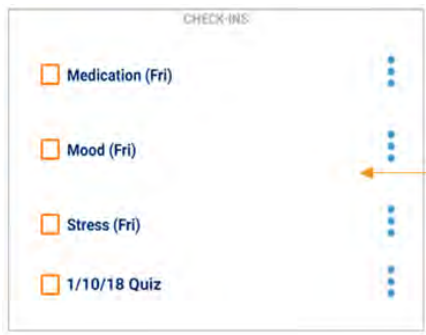 CHECK-INS
Medication (Fri)
Mood (Fri)
Stress (Fri)
1/10/18 Quiz